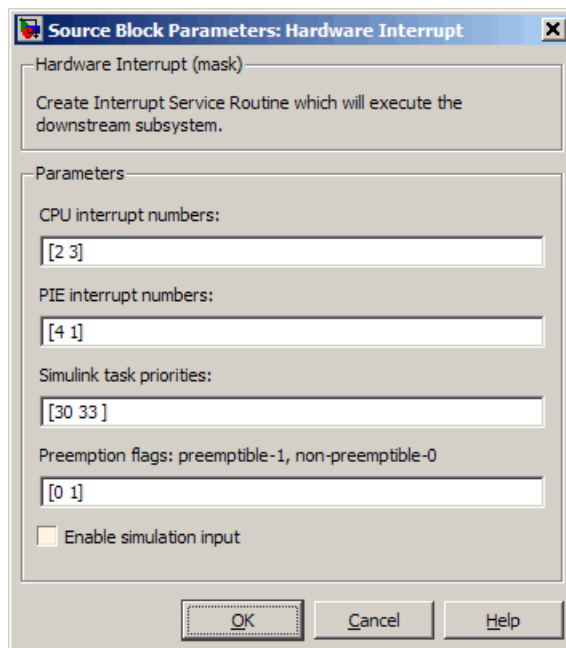 Source Block Parameters: Hardware Interrupt
Hardware Interrupt (mask)
Create Interrupt Service Routine which will execute the
downstream subsystem.
Parameters
CPU interrupt numbers:
[2 3]
PIE interrupt numbers:
[4 1]
Simulink task priorities:
[30 33 ]
Preemption flags: preemptible-1, non-preemptible-0
[0 1]
Enable simulation input
OK Cancel Help